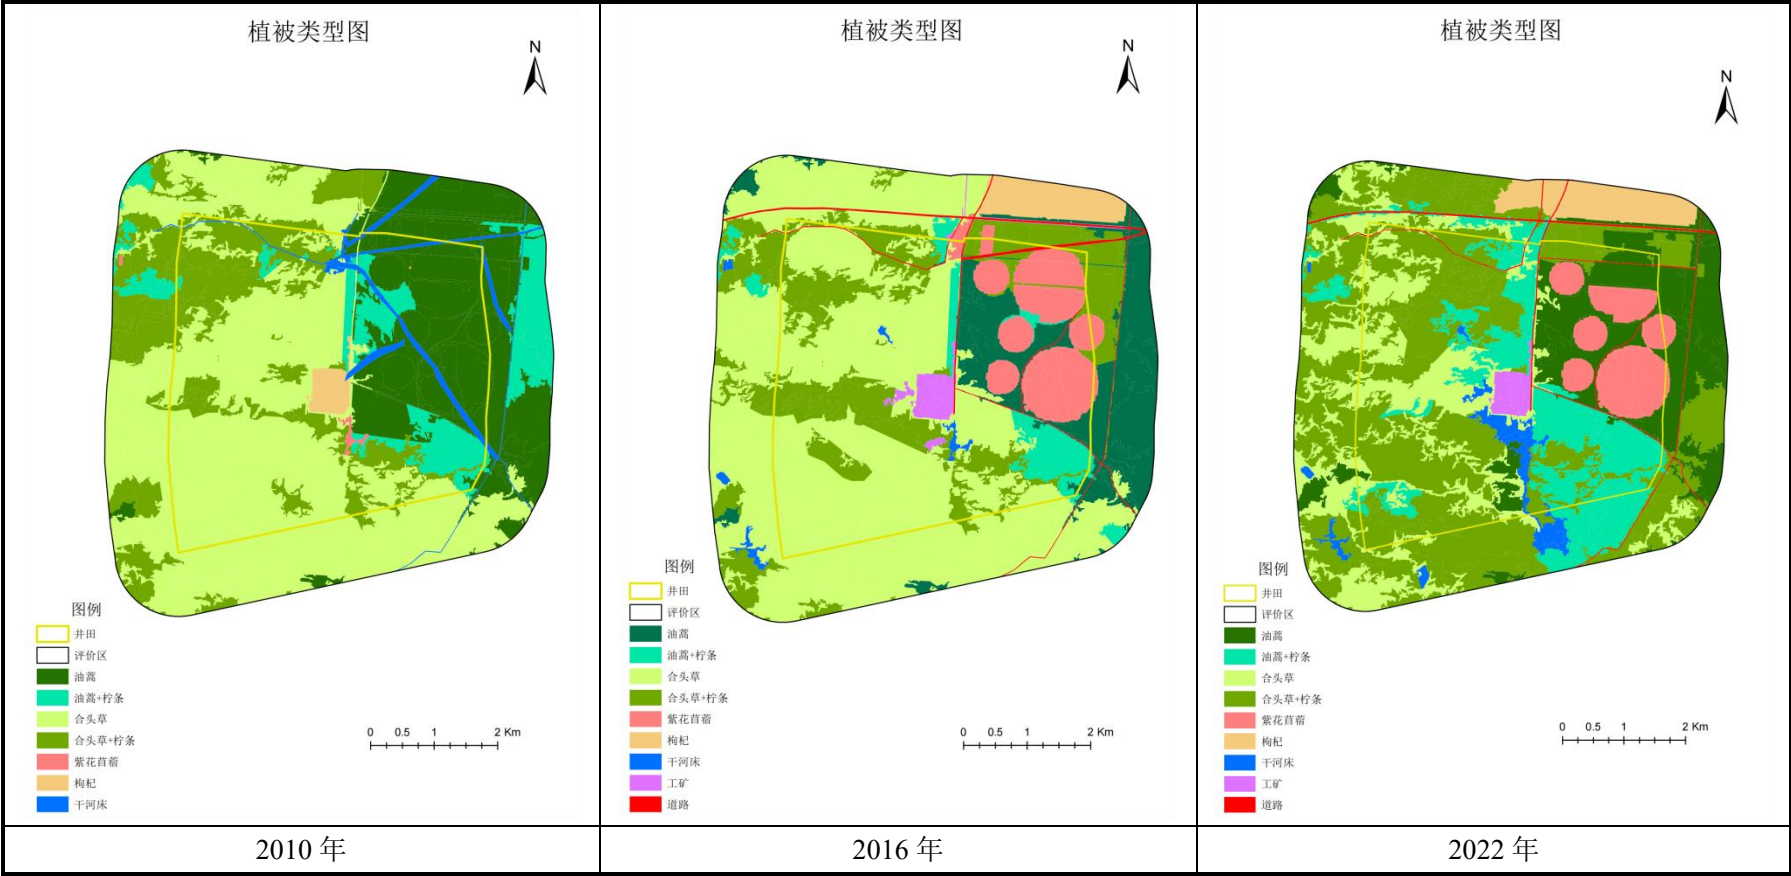 植被类型图
N
图例
井田
评价区
油蒿
油蒿+柠条
合头草
合头草+柠条
紫花苜蓿
枸杞
干河床
0 0.5 1 2 Km
2010 年
植被类型图
N
图例
井田
评价区
油蒿
油蒿+柠条
合头草
合头草+柠条
紫花苜蓿
枸杞
干河床
工矿
道路
0 0.5 1 2 Km
2016 年
植被类型图
N
图例
井田
评价区
油蒿
油蒿+柠条
合头草
合头草+柠条
紫花苜蓿
枸杞
干河床
工矿
道路
0 0.5 1 2 Km
2022 年